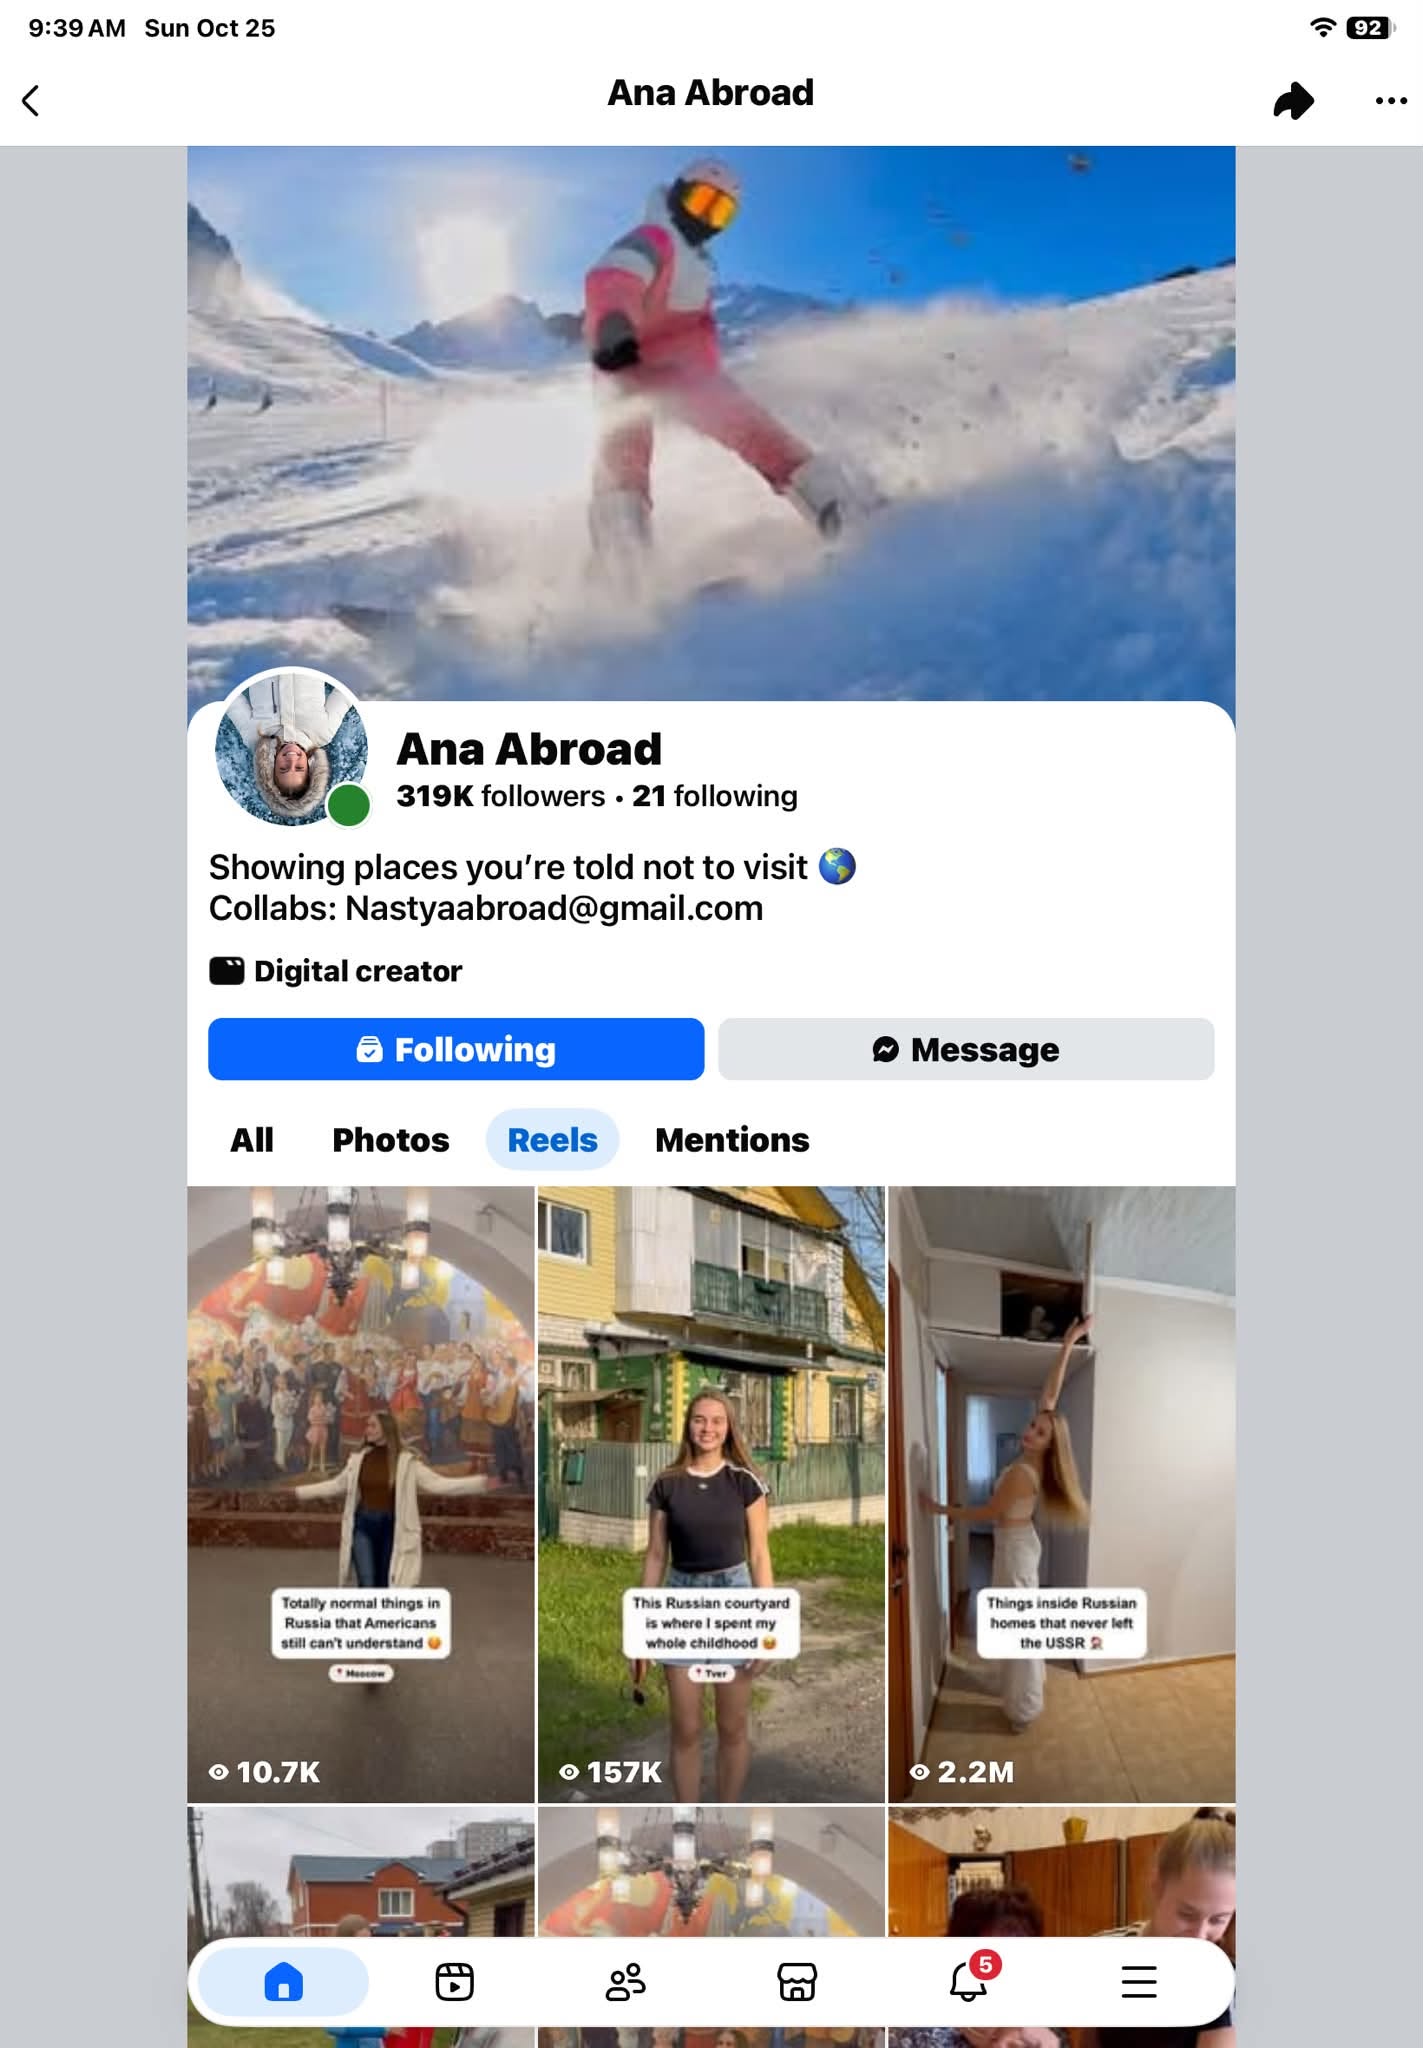 9:39 AM Sun Oct 25
92
Ana Abroad
Ana Abroad
319K followers • 21 following
Showing places you're told not to visit 🌎
Collabs: Nastyaabroad@gmail.com
Digital creator
Following
Message
All
Photos
Reels
Mentions
Totally normal things in
Russia that Americans
still can't understand
Moscow
10.7K
This Russian courtyard
is where I spent my
whole childhood
Tver
157K
Things inside Russian
homes that never left
the USSR
2.2M
5